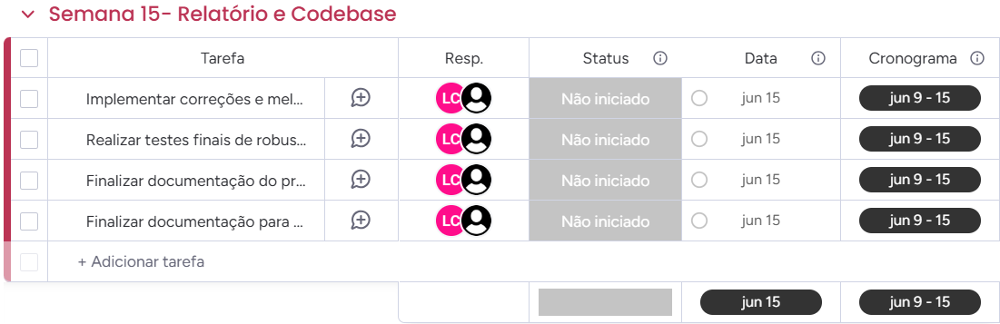 Semana 15- Relatório e Codebase
Tarefa Resp. Status Data Cronograma
Implementar correções e mel... LC Não iniciado jun 15 jun 9 - 15
Realizar testes finais de robus... LC Não iniciado jun 15 jun 9 - 15
Finalizar documentação do pr... LC Não iniciado jun 15 jun 9 - 15
Finalizar documentação para ... LC Não iniciado jun 15 jun 9 - 15
+ Adicionar tarefa
jun 15 jun 9 - 15